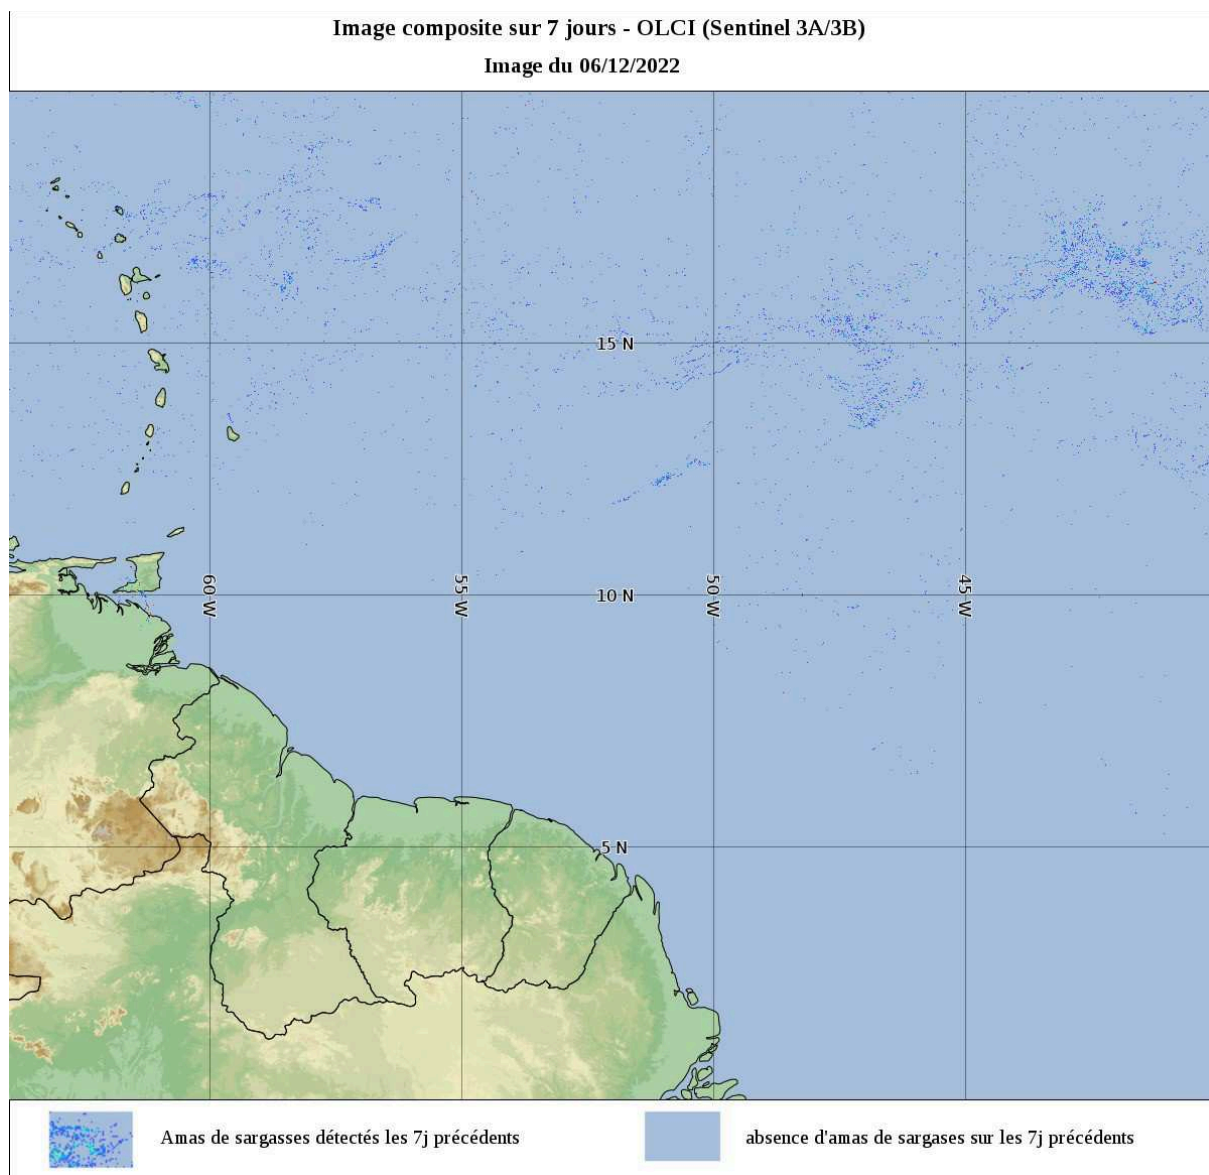 Image composite sur 7 jours - OLCI (Sentinel 3A/3B)
Image du 06/12/2022
15 N
60 W
55 W
10 N
50 W
45 W
5 N
Amas de sargasses détectés les 7j précédents
absence d'amas de sargases sur les 7j précédents